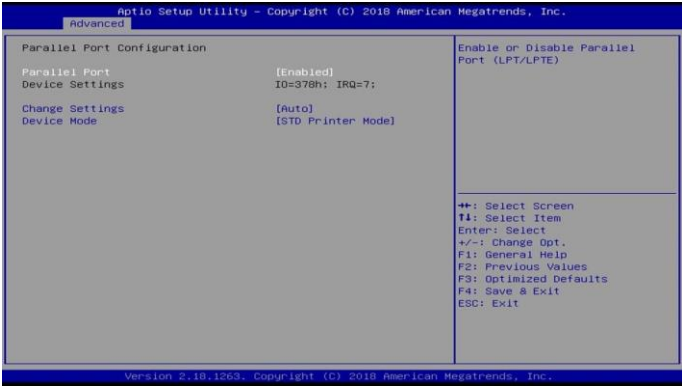 Aptio Setup Utility – Copyright (C) 2018 American Megatrends, Inc.
Advanced
Parallel Port Configuration
Parallel Port [Enabled]
Device Settings IO=378h; IRQ=7;
Change Settings [Auto]
Device Mode [STD Printer Mode]
Enable or Disable Parallel
Port (LPT/LPTE)
→←: Select Screen
↑↓: Select Item
Enter: Select
+/-: Change Opt.
F1: General Help
F2: Previous Values
F3: Optimized Defaults
F4: Save & Exit
ESC: Exit
Version 2.18.1263. Copyright (C) 2018 American Megatrends, Inc.